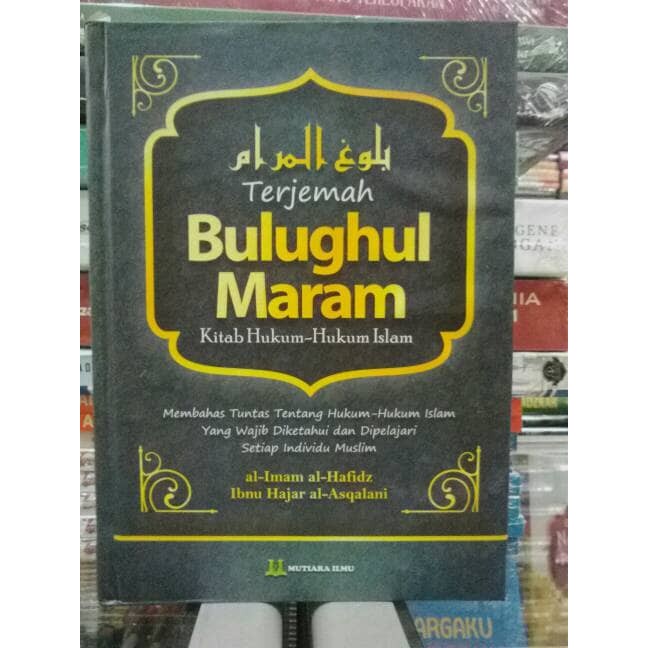 بلوغ المرام
Terjemah
Bulughul
Maram
Kitab Hukum-Hukum Islam
Membahas Tuntas Tentang Hukum-Hukum Islam
Yang Wajib Diketahui dan Dipelajari
Setiap Individu Muslim
al-Imam al-Hafidz
Ibnu Hajar al-Asqalani
MUTIARA ILMU
ARGAKU